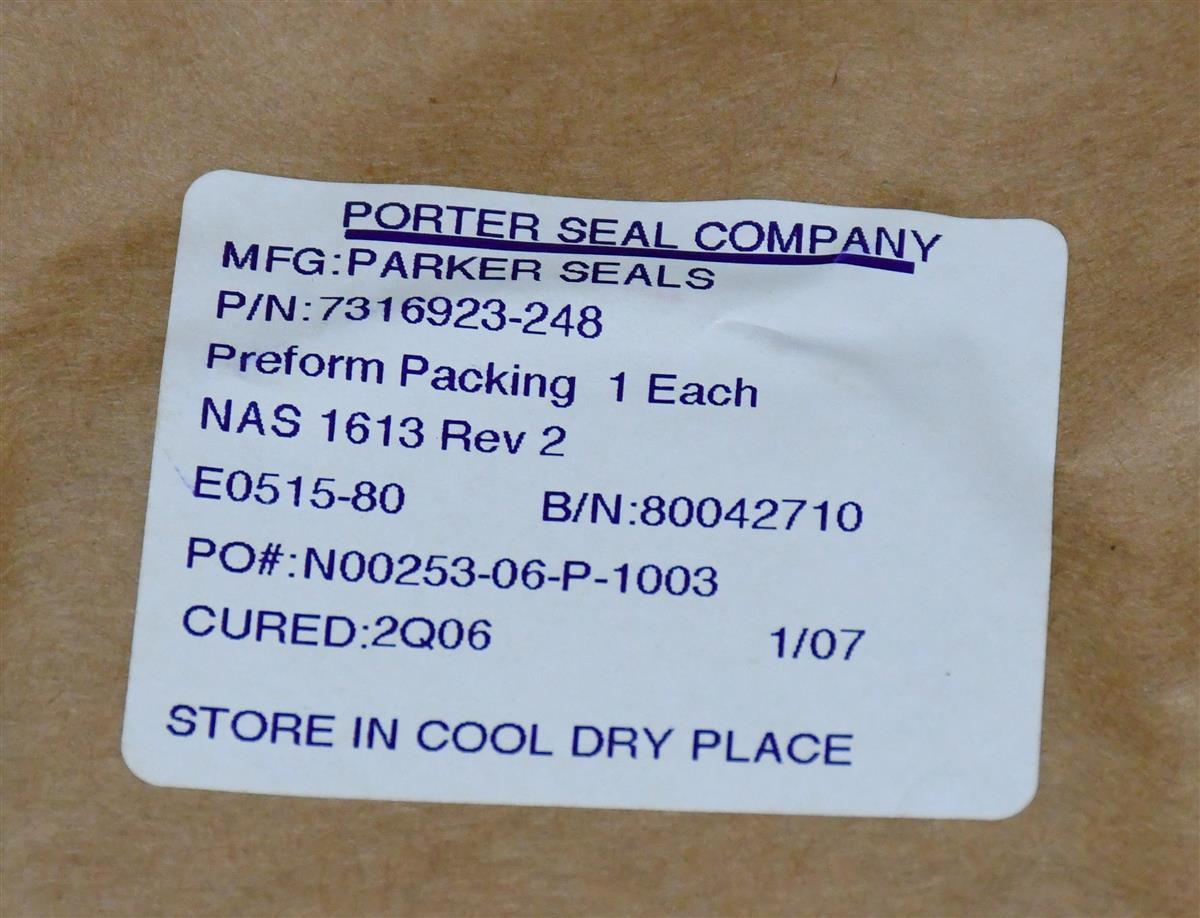 PORTER SEAL COMPANY
MFG:PARKER SEALS
P/N:7316923-248
Preform Packing 1 Each
NAS 1613 Rev 2
E0515-80 B/N:80042710
PO#:N00253-06-P-1003
CURED:2Q06 1/07
STORE IN COOL DRY PLACE